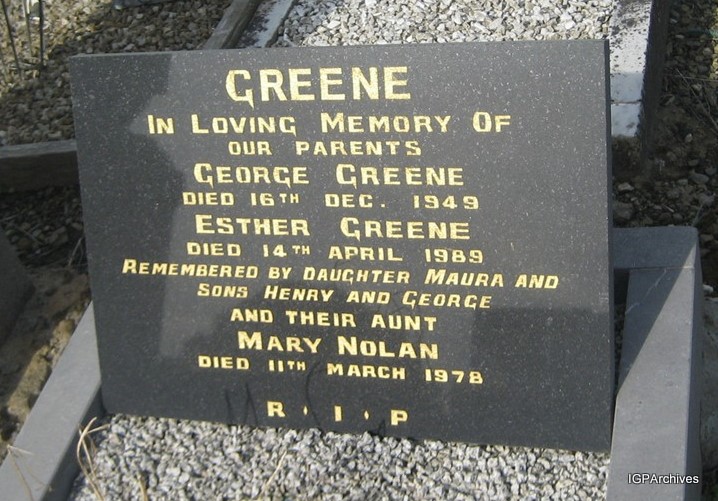 GREENE
IN LOVING MEMORY OF
OUR PARENTS
GEORGE GREENE
DIED 16TH DEC. 1949
ESTHER GREENE
DIED 14TH APRIL 1989
REMEMBERED BY DAUGHTER MAURA AND
SONS HENRY AND GEORGE
AND THEIR AUNT
MARY NOLAN
DIED 11TH MARCH 1978
R · I · P
IGPArchives